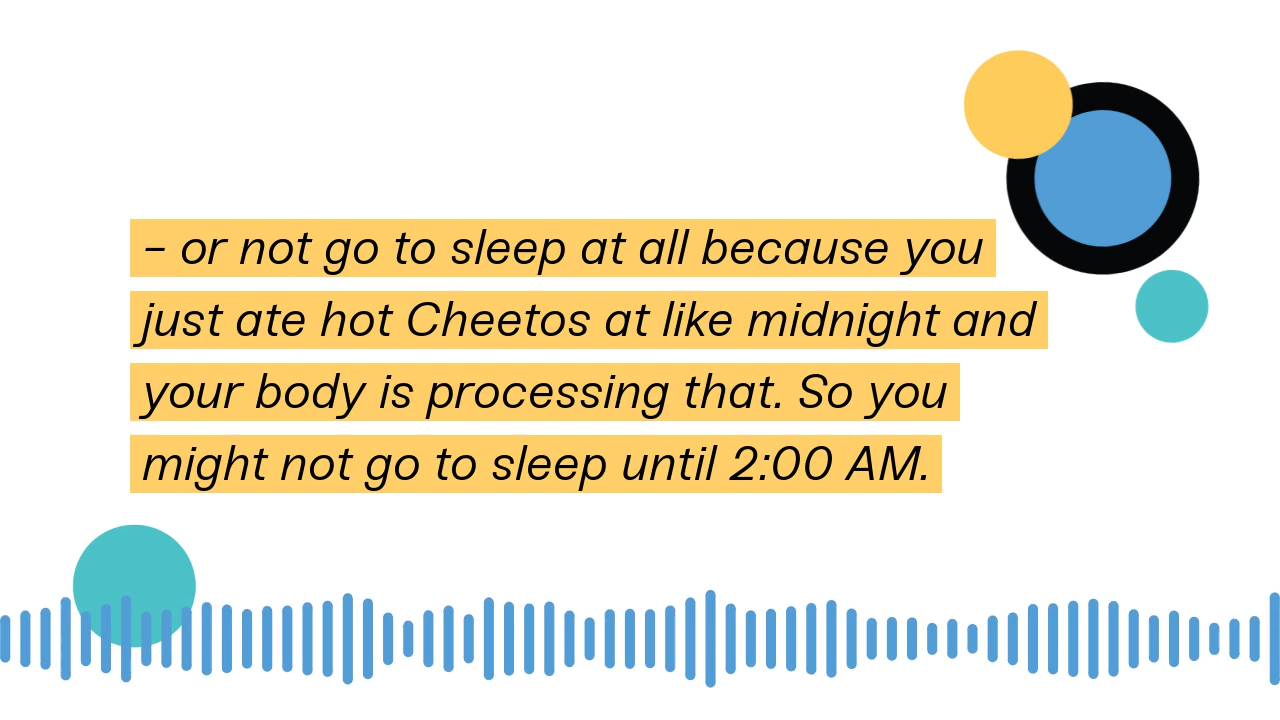 – or not go to sleep at all because you
just ate hot Cheetos at like midnight and
your body is processing that. So you
might not go to sleep until 2:00 AM.